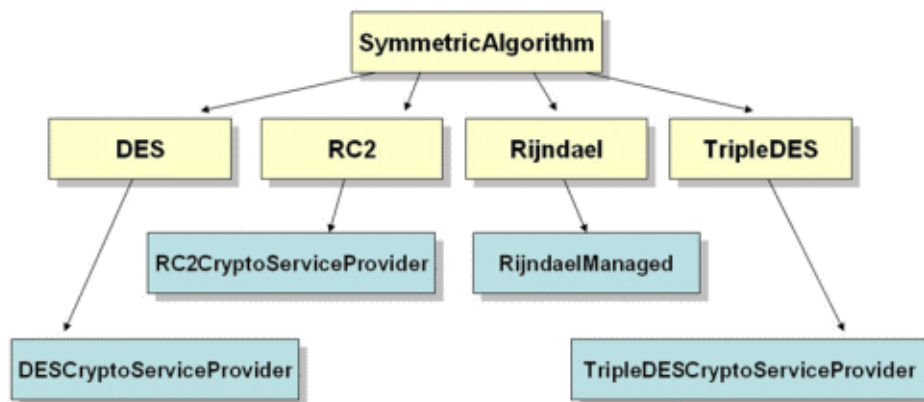 SymmetricAlgorithm
DES
RC2
Rijndael
TripleDES
RC2CryptoServiceProvider
RijndaelManaged
DESCryptoServiceProvider
TripleDESCryptoServiceProvider